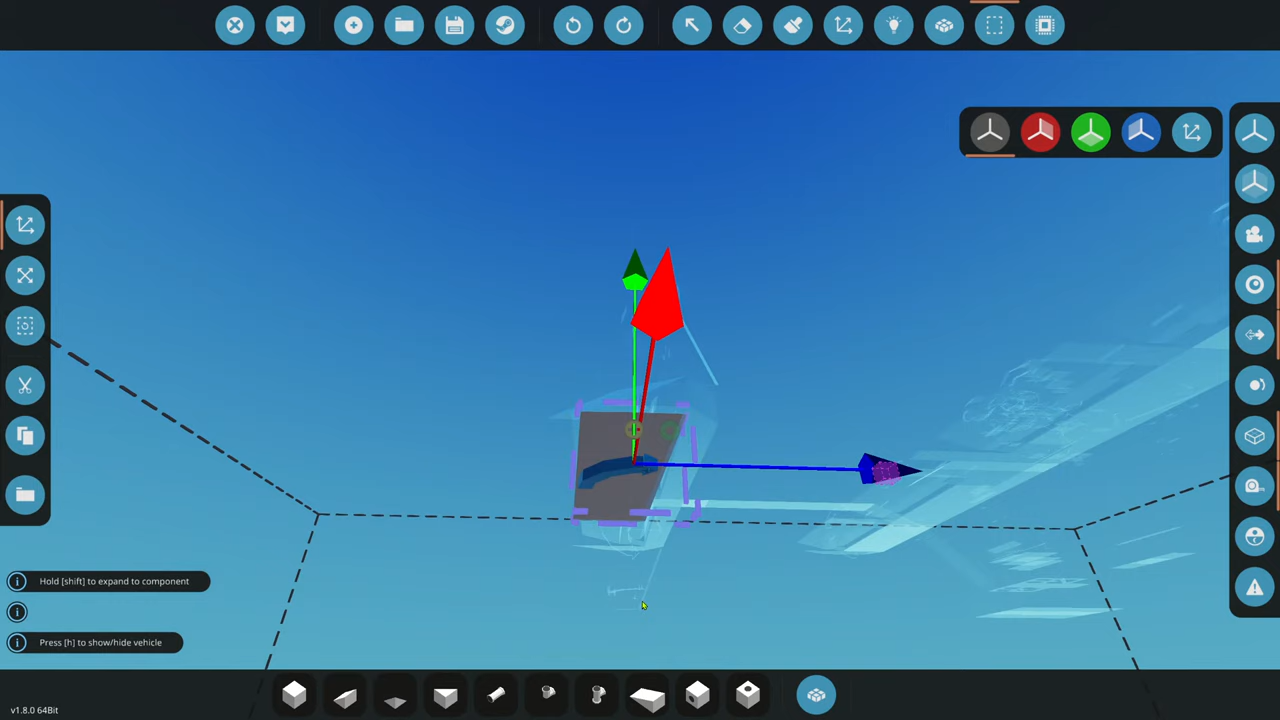 Hold [shift] to expand to component
Press [h] to show/hide vehicle
v1.8.0 64Bit